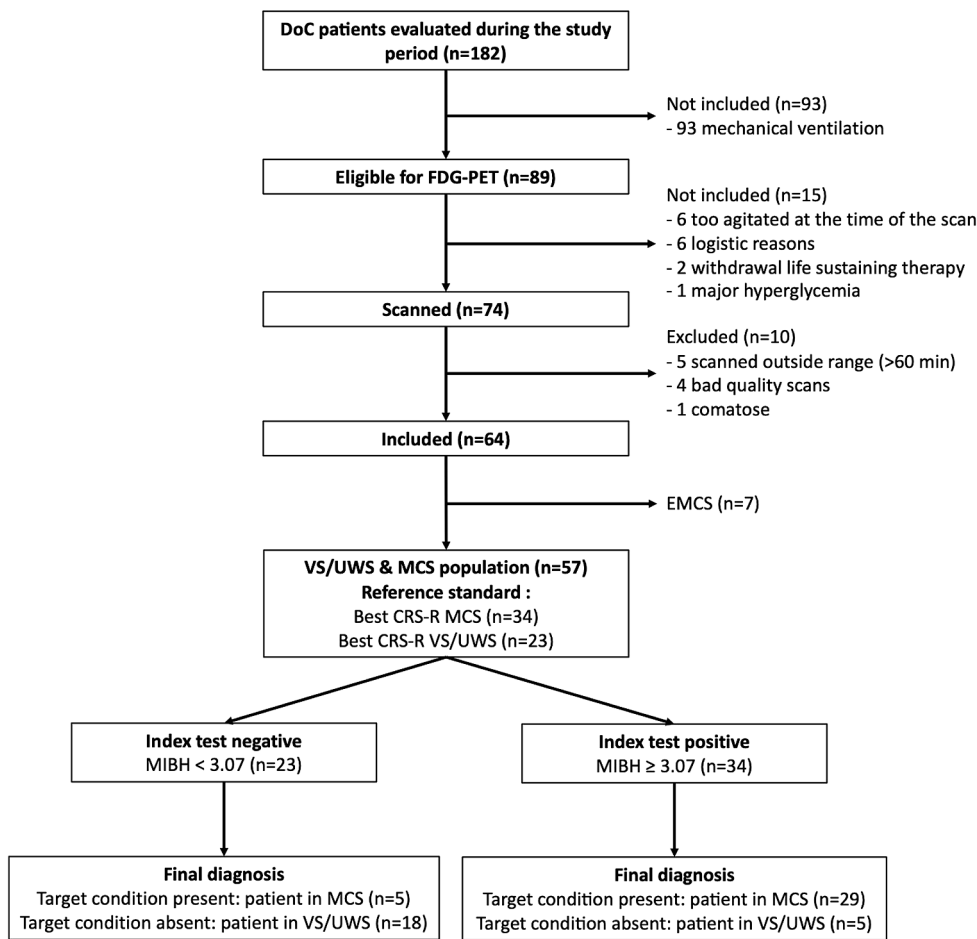 DoC patients evaluated during the study
period (n=182)
Not included (n=93)
- 93 mechanical ventilation
Eligible for FDG-PET (n=89)
Not included (n=15)
- 6 too agitated at the time of the scan
- 6 logistic reasons
- 2 withdrawal life sustaining therapy
- 1 major hyperglycemia
Scanned (n=74)
Excluded (n=10)
- 5 scanned outside range (>60 min)
- 4 bad quality scans
- 1 comatose
Included (n=64)
EMCS (n=7)
VS/UWS & MCS population (n=57)
Reference standard :
Best CRS-R MCS (n=34)
Best CRS-R VS/UWS (n=23)
Index test negative
MIBH < 3.07 (n=23)
Index test positive
MIBH ≥ 3.07 (n=34)
Final diagnosis
Target condition present: patient in MCS (n=5)
Target condition absent: patient in VS/UWS (n=18)
Final diagnosis
Target condition present: patient in MCS (n=29)
Target condition absent: patient in VS/UWS (n=5)